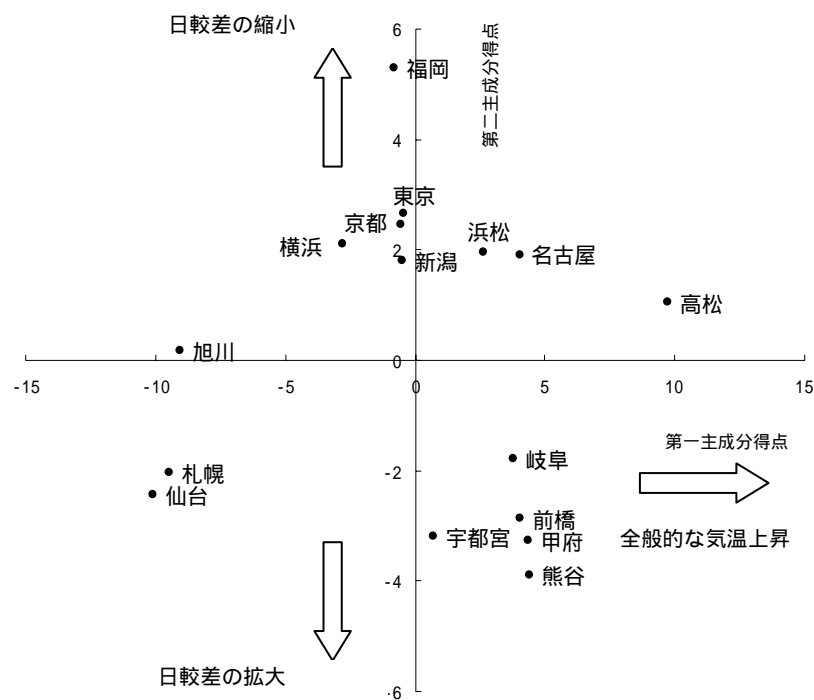 日較差の縮小
6
第二主成分得点
福岡
4
東京
京都
浜松
横浜
2
新潟
名古屋
高松
旭川
0
-15
-10
-5
0
5
10
15
第一主成分得点
-2
岐阜
札幌
仙台
前橋
宇都宮
甲府
全般的な気温上昇
熊谷
-4
日較差の拡大
-6